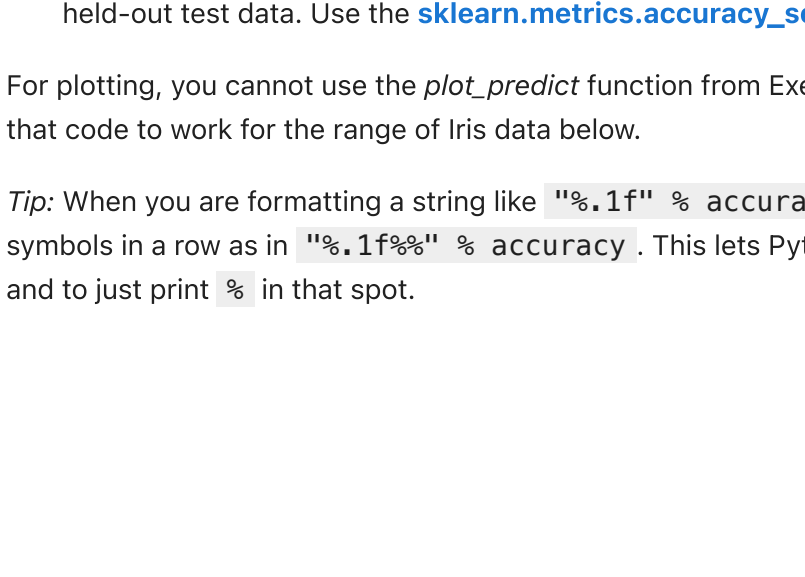 held-out test data. Use the sklearn.metrics.accuracy_s
For plotting, you cannot use the plot_predict function from Exe
that code to work for the range of Iris data below.
Tip: When you are formatting a string like "%.1f" % accura
symbols in a row as in "%.1f%%" % accuracy . This lets Pyt
and to just print % in that spot.